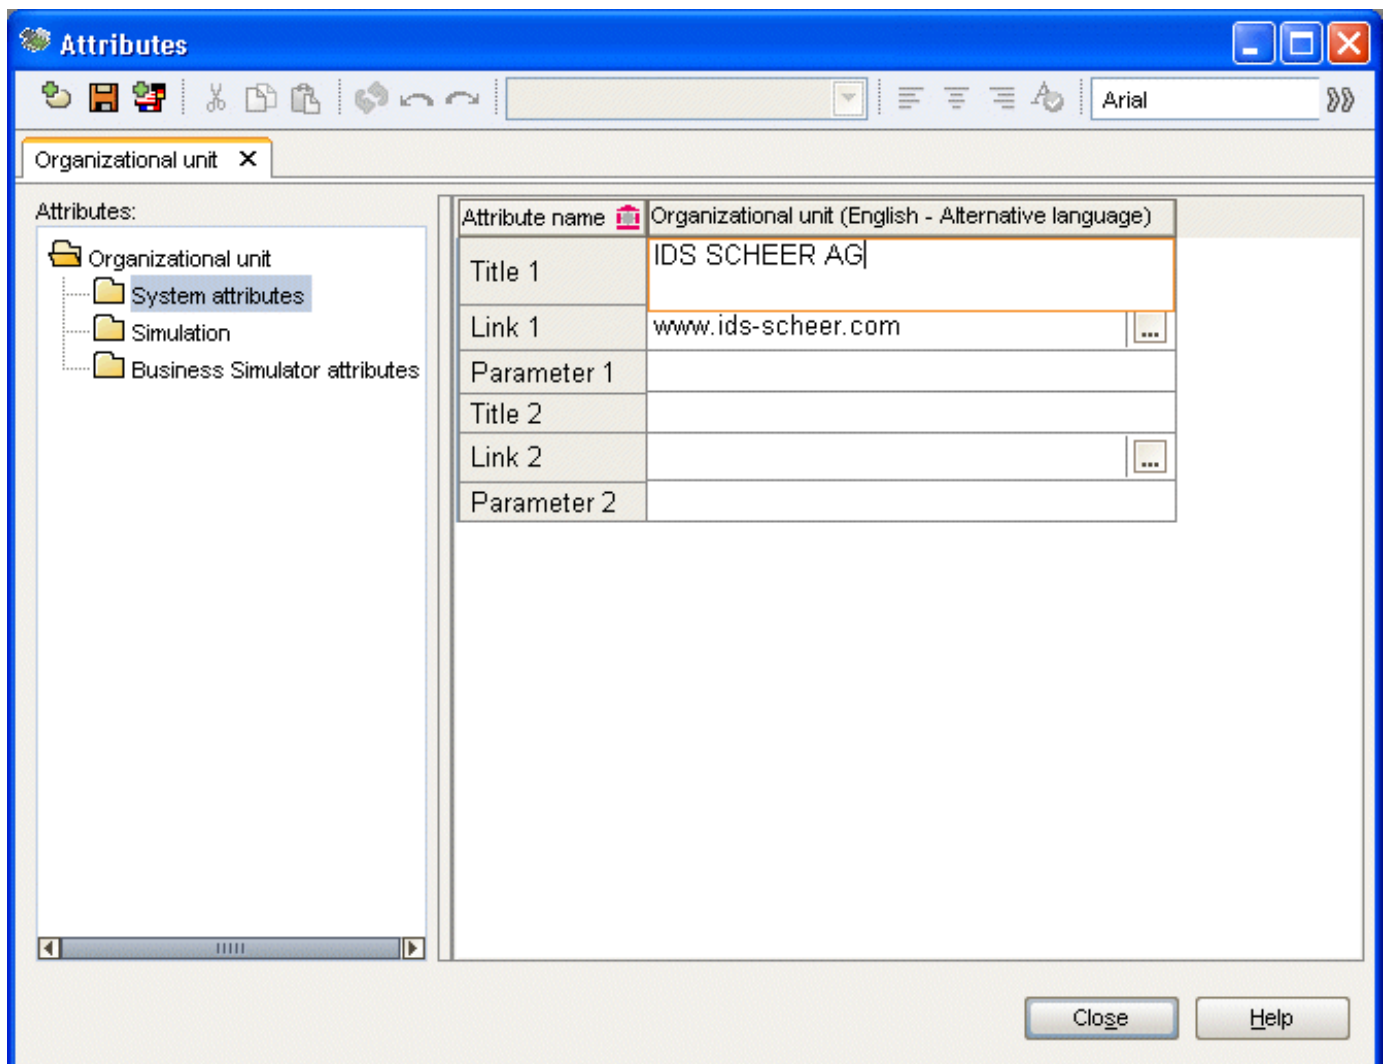 Attributes
Arial
Organizational unit X
Attributes:
Organizational unit
System attributes
Simulation
Business Simulator attributes
Attribute name Organizational unit (English - Alternative language)
Title 1 IDS SCHEER AG
Link 1 www.ids-scheer.com ...
Parameter 1
Title 2
Link 2 ...
Parameter 2
Close Help